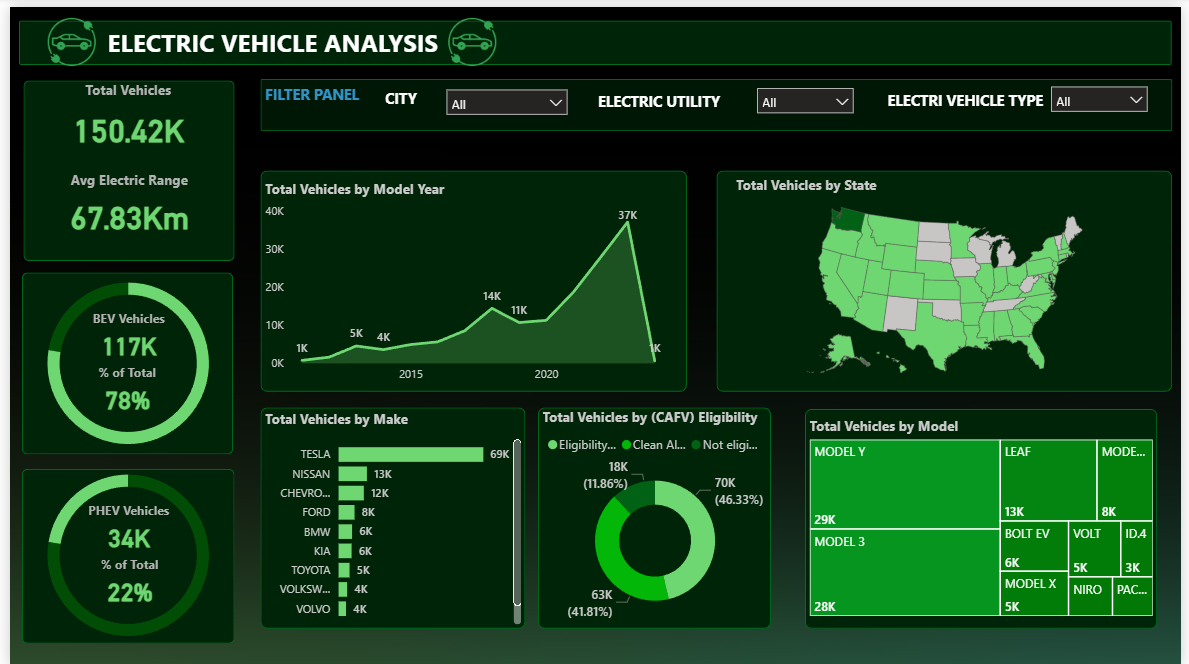 ELECTRIC VEHICLE ANALYSIS
Total Vehicles
150.42K
Avg Electric Range
67.83Km
FILTER PANEL
CITY
All
ELECTRIC UTILITY
All
ELECTRI VEHICLE TYPE
All
BEV Vehicles
117K
% of Total
78%
PHEV Vehicles
34K
% of Total
22%
Total Vehicles by Model Year
40K
30K
20K
10K
0K
1K
5K
4K
14K
11K
37K
1K
2015
2020
Total Vehicles by State
Total Vehicles by Make
TESLA 69K
NISSAN 13K
CHEVRO... 12K
FORD 8K
BMW 6K
KIA 6K
TOYOTA 5K
VOLKSW... 4K
VOLVO 4K
Total Vehicles by (CAFV) Eligibility
Eligibility... Clean Al... Not eligi...
18K
(11.86%)
70K
(46.33%)
63K
(41.81%)
Total Vehicles by Model
MODEL Y
29K
MODEL 3
28K
LEAF
13K
MODE...
8K
BOLT EV
6K
VOLT
5K
ID.4
3K
MODEL X
5K
NIRO
PAC...